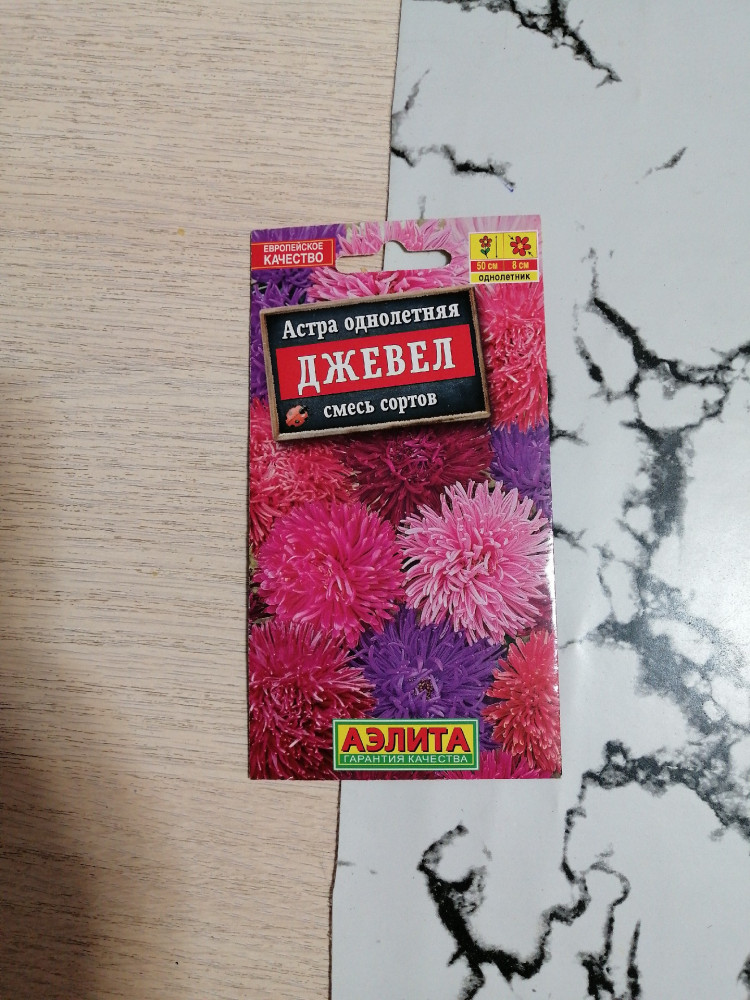 ЕВРОПЕЙСКОЕ
КАЧЕСТВО
50 см 8 см
однолетник
Астра однолетняя
ДЖЕВЕЛ
смесь сортов
АЭЛИТА
ГАРАНТИЯ КАЧЕСТВА